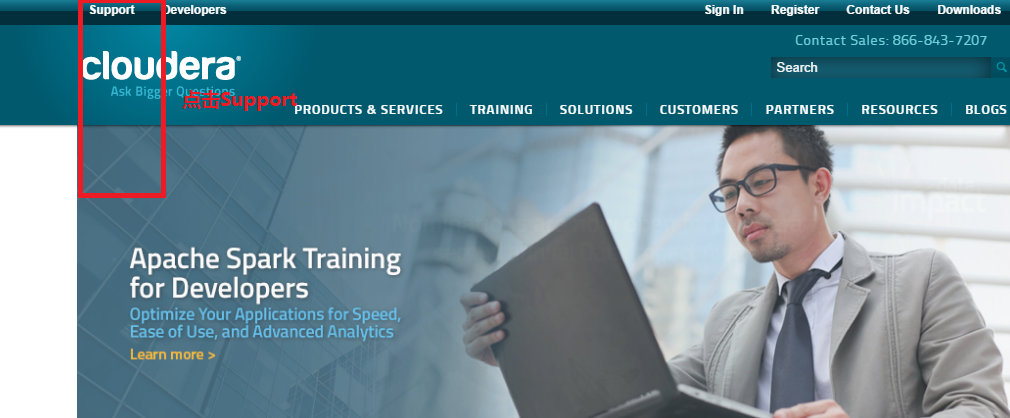 Support Developers Sign In Register Contact Us Downloads
Contact Sales: 866-843-7207
cloudera®
Search
Ask Bigger Questions
点击Support
PRODUCTS & SERVICES TRAINING SOLUTIONS CUSTOMERS PARTNERS RESOURCES BLOGS
Impact
Apache Spark Training
for Developers
Optimize Your Applications for Speed,
Ease of Use, and Advanced Analytics
Learn more >